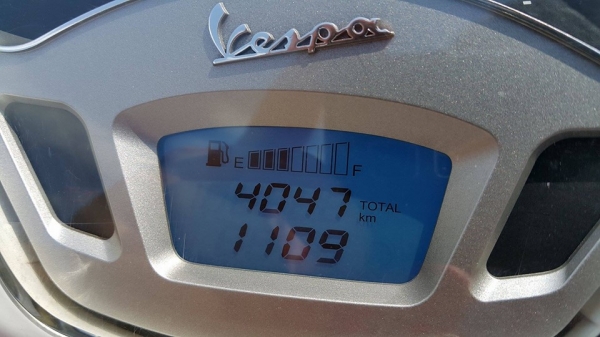 Vespa
E F
4047 TOTAL km
1109